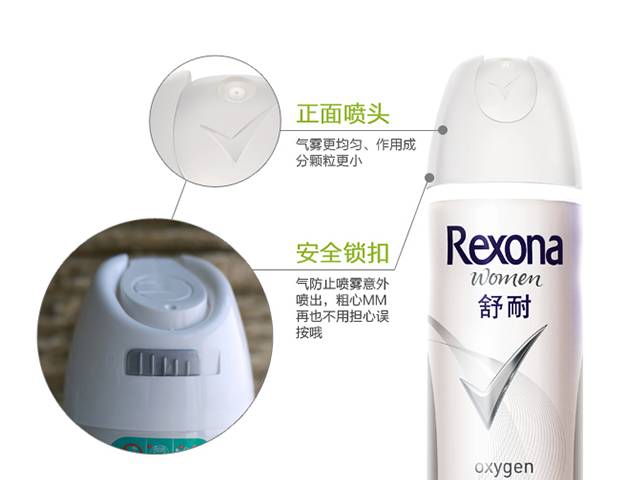 正面喷头
气雾更均匀、作用成
分颗粒更小
安全锁扣
气防止喷雾意外
喷出，粗心MM
再也不用担心误
按哦
Rexona
women
舒耐
oxygen